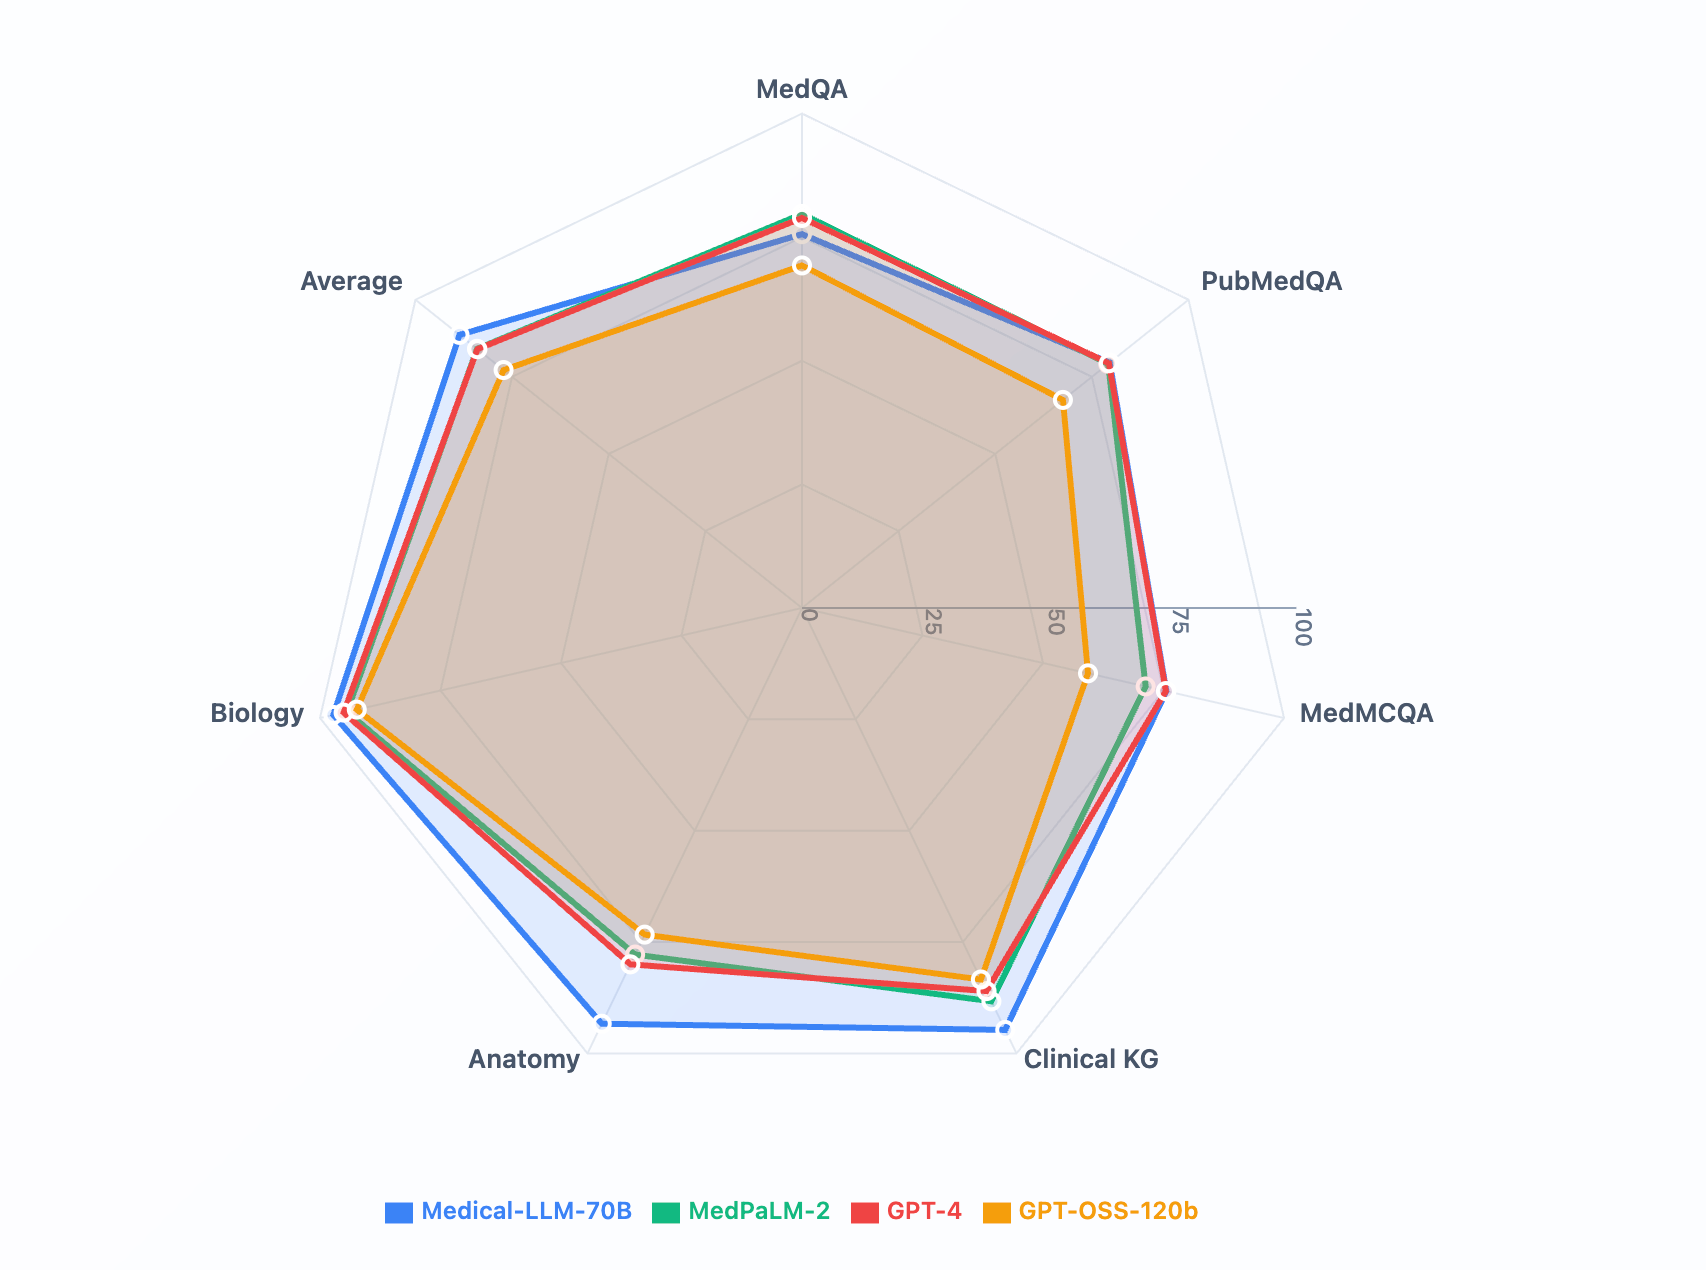 MedQA
Average
PubMedQA
0
25
50
75
100
Biology
MedMCQA
Anatomy
Clinical KG
Medical-LLM-70B MedPaLM-2 GPT-4 GPT-OSS-120b